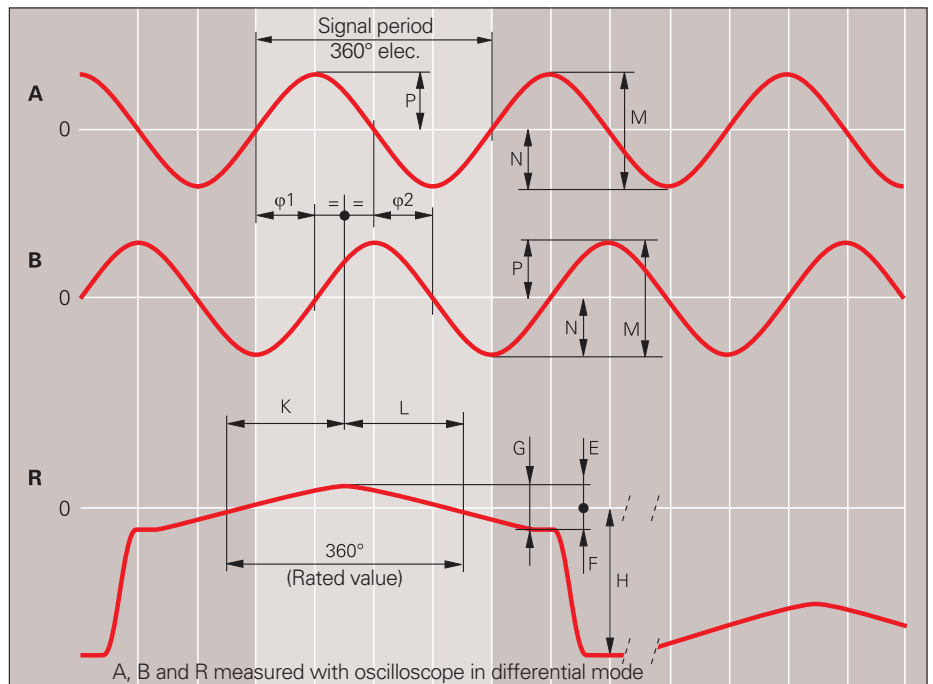 Signal period
360° elec.
A
0
P
M
N
φ1
= =
φ2
B
0
P
N
M
K
L
G
E
R
0
360°
(Rated value)
F
H
A, B and R measured with oscilloscope in differential mode